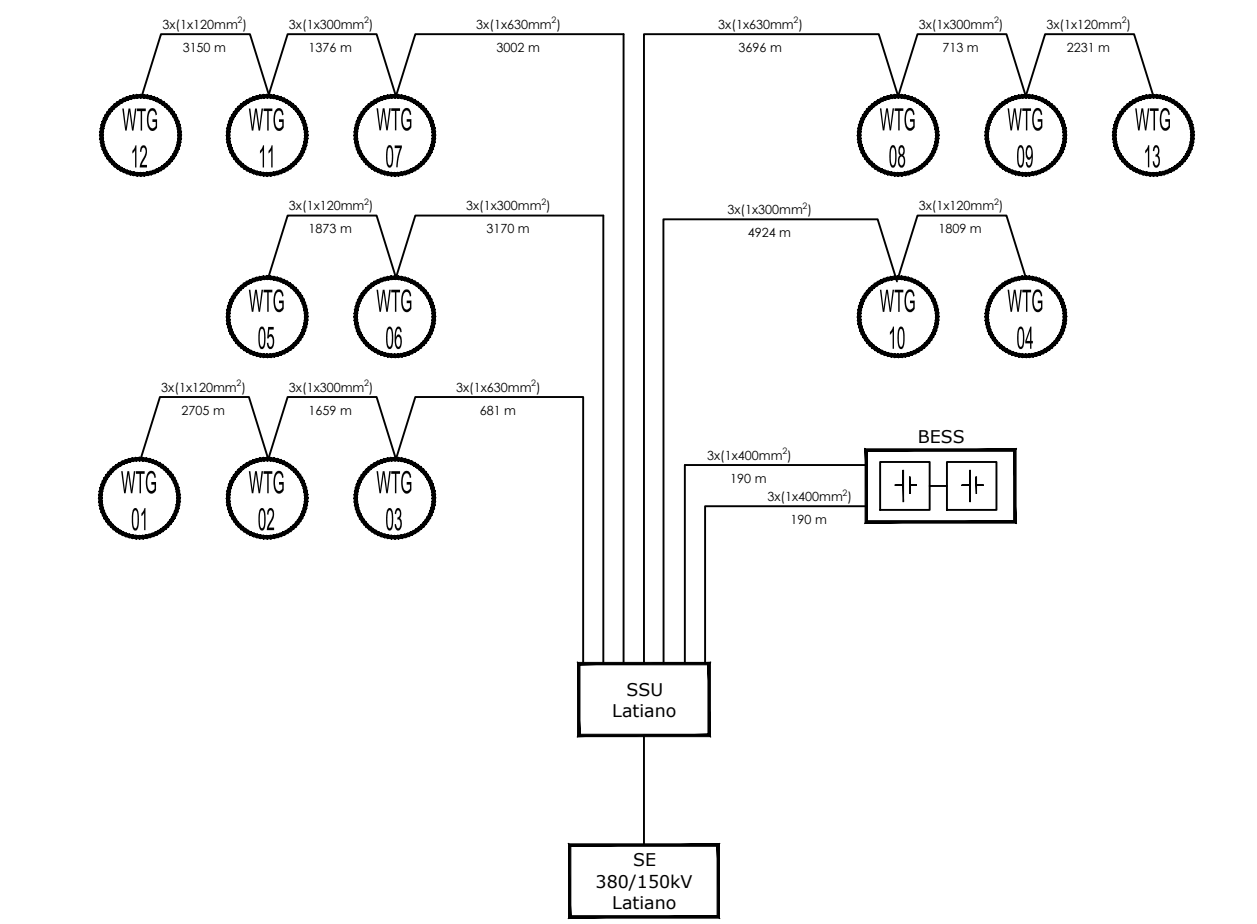 3x(1x120mm²)
3150 m
3x(1x300mm²)
1376 m
3x(1x630mm²)
3002 m
3x(1x630mm²)
3696 m
3x(1x300mm²)
713 m
3x(1x120mm²)
2231 m
WTG
12
WTG
11
WTG
07
WTG
08
WTG
09
WTG
13
3x(1x120mm²)
1873 m
3x(1x300mm²)
3170 m
3x(1x300mm²)
4924 m
3x(1x120mm²)
1809 m
WTG
05
WTG
06
WTG
10
WTG
04
3x(1x120mm²)
2705 m
3x(1x300mm²)
1659 m
3x(1x630mm²)
681 m
WTG
01
WTG
02
WTG
03
BESS
3x(1x400mm²)
190 m
3x(1x400mm²)
190 m
SSU
Latiano
SE
380/150kV
Latiano